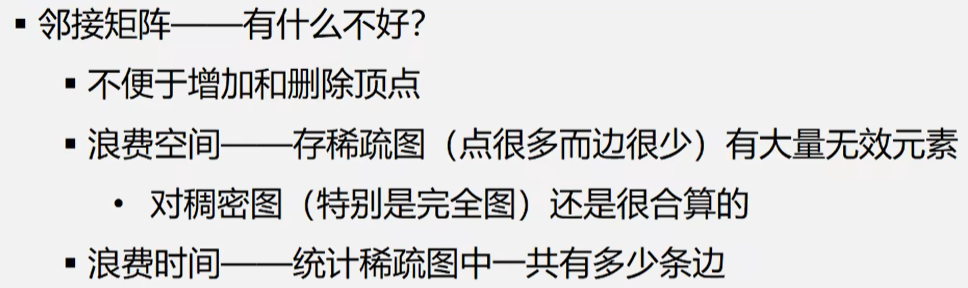 ▪ 邻接矩阵——有什么不好？
▪ 不便于增加和删除顶点
▪ 浪费空间——存稀疏图（点很多而边很少）有大量无效元素
• 对稠密图（特别是完全图）还是很合算的
▪ 浪费时间——统计稀疏图中一共有多少条边